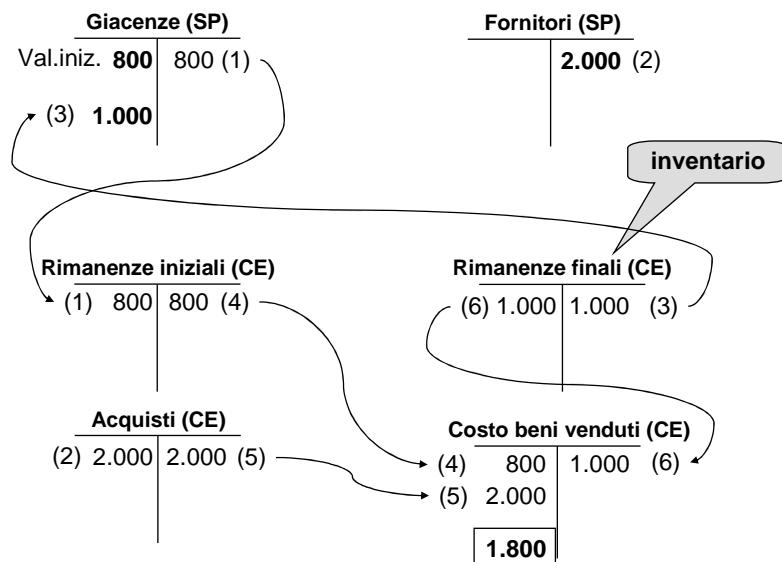 Giacenze (SP)
Val.iniz. 800 800 (1)
(3) 1.000
Fornitori (SP)
2.000 (2)
inventario
Rimanenze iniziali (CE)
(1) 800 800 (4)
Rimanenze finali (CE)
(6) 1.000 1.000 (3)
Acquisti (CE)
(2) 2.000 2.000 (5)
Costo beni venduti (CE)
(4) 800 1.000 (6)
(5) 2.000
1.800